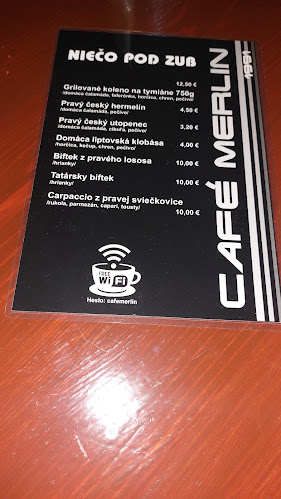 NIEČO POD ZUB
12,50 €
Grilované koleno na tymiáne 750g
/domáca čalamáda, feferónka, horčica, chren, pečivo/
Pravý český hermelín 4,50 €
/domáca čalamáda, pečivo/
Pravý český utopenec 3,20 €
/domáca čalamáda, cibuľa, pečivo/
Domáca liptovská klobása 4,00 €
/horčica, kečup, chren, pečivo/
Biftek z pravého lososa 10,00 €
/hrianky/
Tatársky biftek 10,00 €
/hrianky/
Carpaccio z pravej sviečkovice 10,00 €
/rukola, parmezán, capari, tousty/
FREE
WiFi
Heslo: cafemerlin
CAFÉ MERLIN
1991